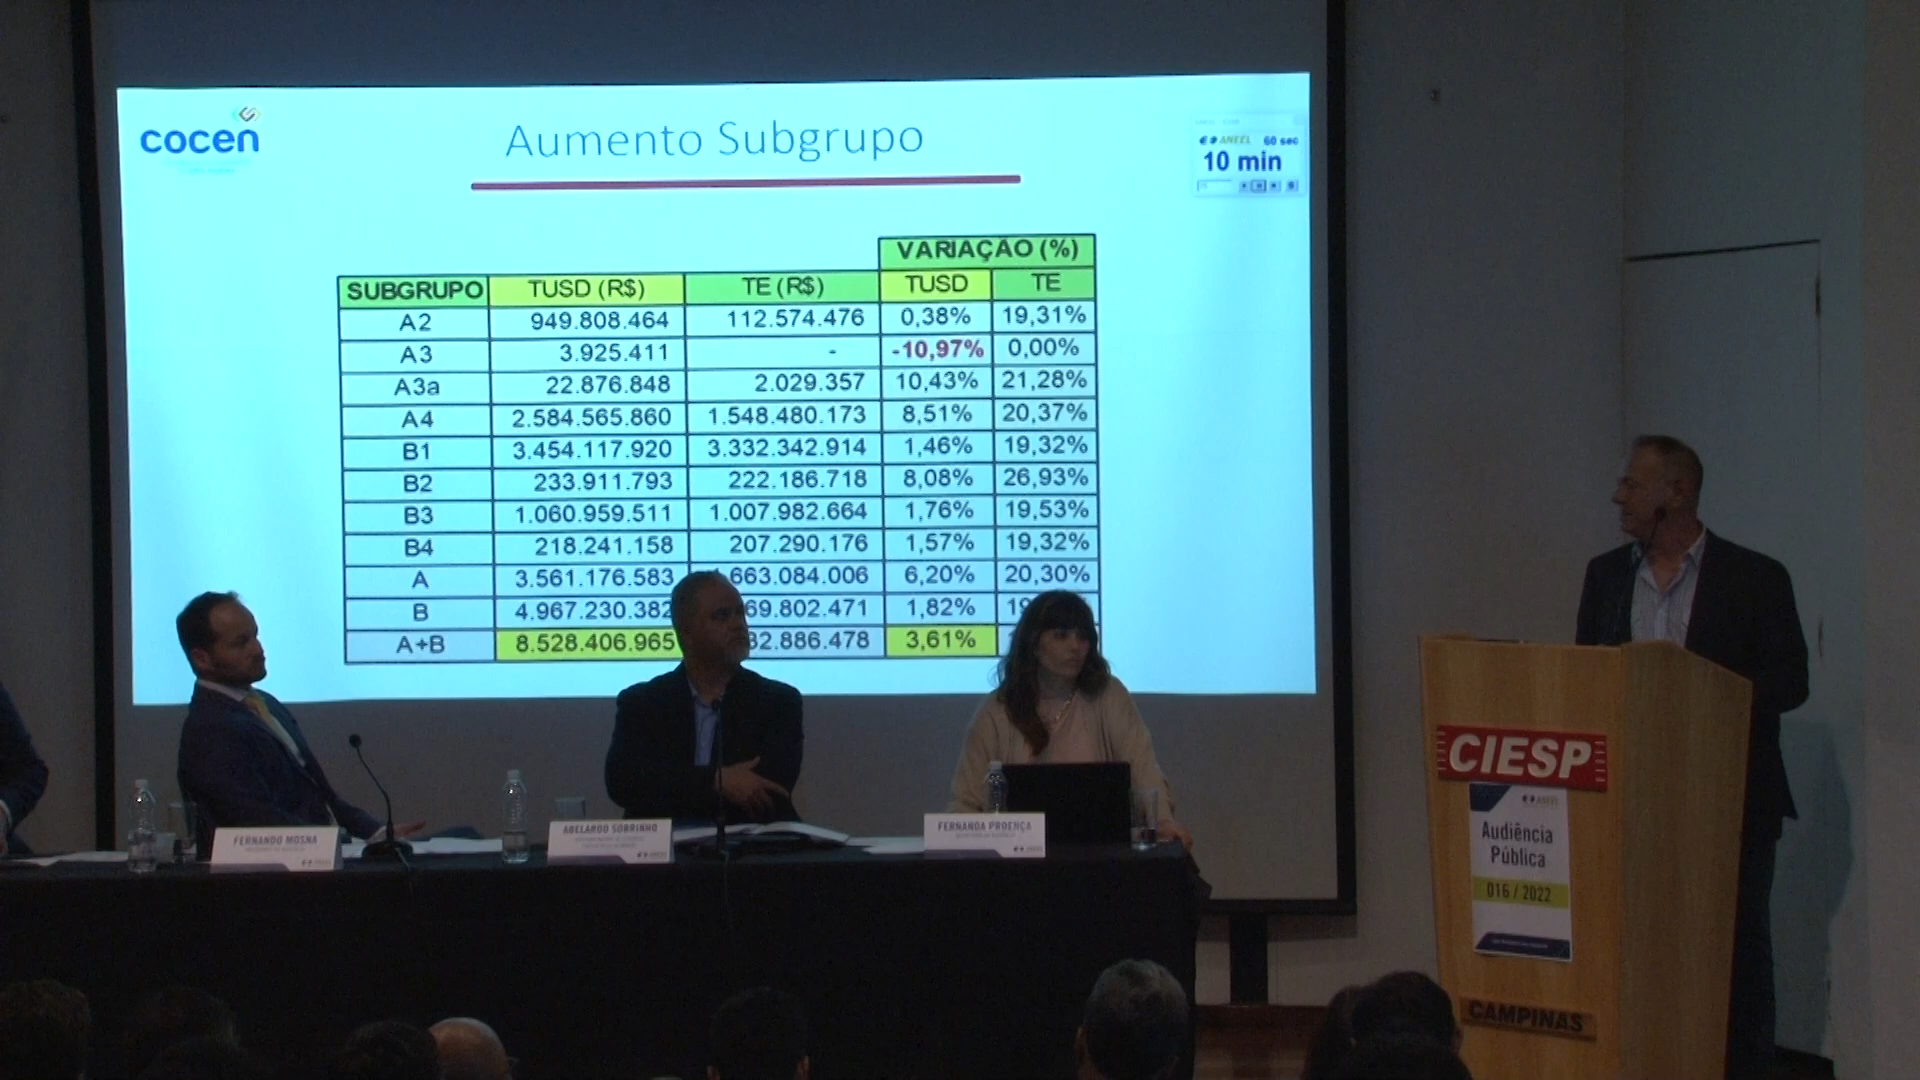 cocen
Aumento Subgrupo
ANEEL 60 sec
10 min
VARIAÇÃO (%)
SUBGRUPO TUSD (R$) TE (R$) TUSD TE
A2 949.808.464 112.574.476 0,38% 19,31%
A3 3.925.411 - -10,97% 0,00%
A3a 22.876.848 2.029.357 10,43% 21,28%
A4 2.584.565.860 1.548.480.173 8,51% 20,37%
B1 3.454.117.920 3.332.342.914 1,46% 19,32%
B2 233.911.793 222.186.718 8,08% 26,93%
B3 1.060.959.511 1.007.982.664 1,76% 19,53%
B4 218.241.158 207.290.176 1,57% 19,32%
A 3.561.176.583 663.084.006 6,20% 20,30%
B 4.967.230.382 69.802.471 1,82% 19
A+B 8.528.406.965 32.886.478 3,61%
FERNANDO MOSNA
ABELARDO SOBRINHO
FERNANDA PROENÇA
CIESP
ANEEL
Audiência
Pública
016 / 2022
CAMPINAS